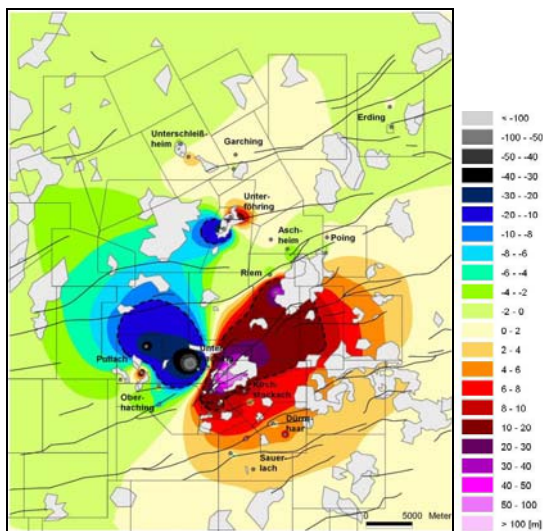 Erding
Unterschleiß-
heim
Garching
Unter-
föhring
Asch-
heim
Poing
Riem
Unter
Pullach
Kirch
stockach
Ober-
haching
Dürrn
haar
Sauer-
lach
0 5000 Meter
< -100
-100 - -50
-50 - -40
-40 - -30
-30 - -20
-20 - -10
-10 - -8
-8 - -6
-6 - -4
-4 - -2
-2 - 0
0 - 2
2 - 4
4 - 6
6 - 8
8 - 10
10 - 20
20 - 30
30 - 40
40 - 50
50 - 100
> 100 [m]